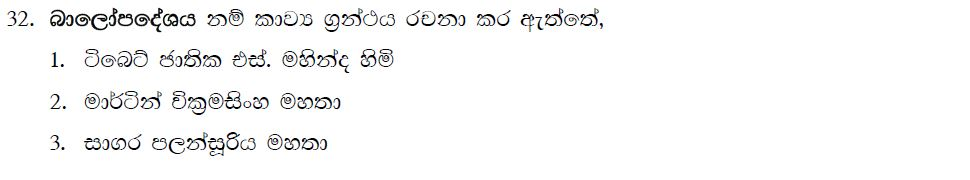 32. බාලෝපදේශය නම් කාව්‍ය ග්‍රන්ථය රචනා කර ඇත්තේ,
1. ටිබෙට් ජාතික එස්. මහින්ද හිමි
2. මාර්ටින් වික්‍රමසිංහ මහතා
3. සාගර පලන්සූරිය මහතා